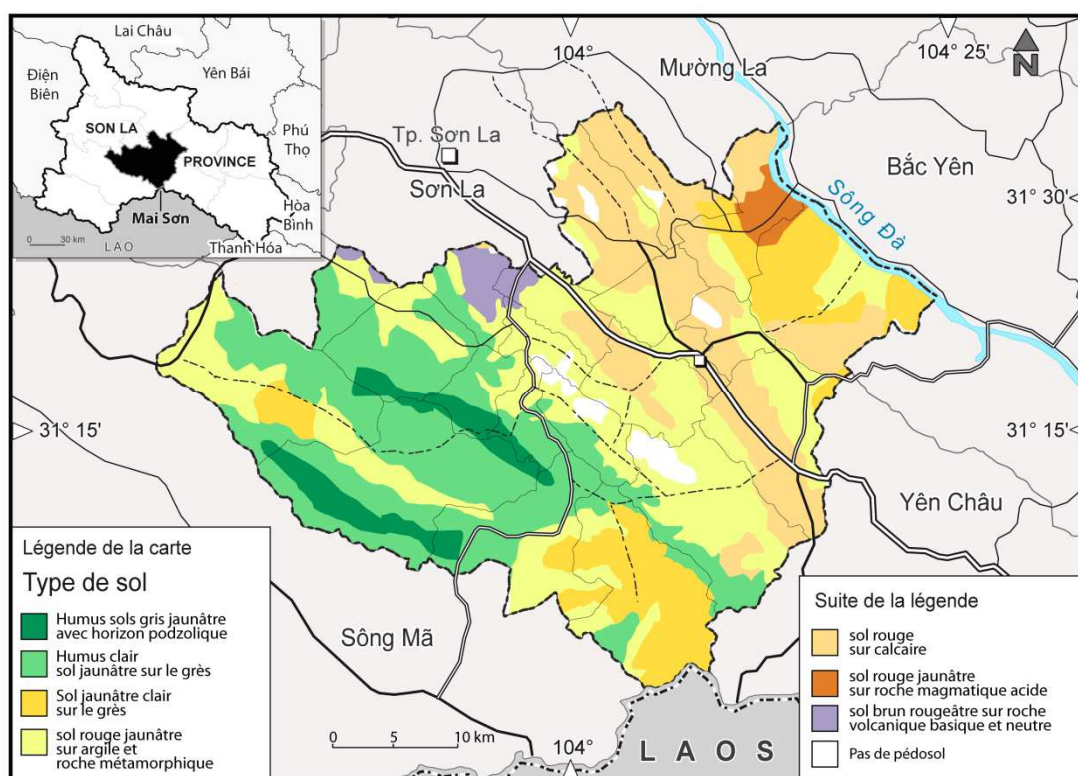 Lai Châu
Điện
Biên
Yên Bái
SON LA
Phú
Thọ
PROVINCE
Hòa
Bình
Mai Sơn
0 30 km
LAO
Thanh Hóa
104°
104° 25'
N
Mường La
Tp. Sơn La
Sơn La
Bắc Yên
31° 30'
Sông Đà
31° 15'
31° 15'
Yên Châu
Sông Mã
0 5 10 km
104°
LAOS
Légende de la carte
Type de sol
Humus sols gris jaunâtre
avec horizon podzolique
Humus clair
sol jaunâtre sur le grès
Sol jaunâtre clair
sur le grès
sol rouge jaunâtre
sur argile et
roche métamorphique
Suite de la légende
sol rouge
sur calcaire
sol rouge jaunâtre
sur roche magmatique acide
sol brun rougeâtre sur roche
volcanique basique et neutre
Pas de pédosol